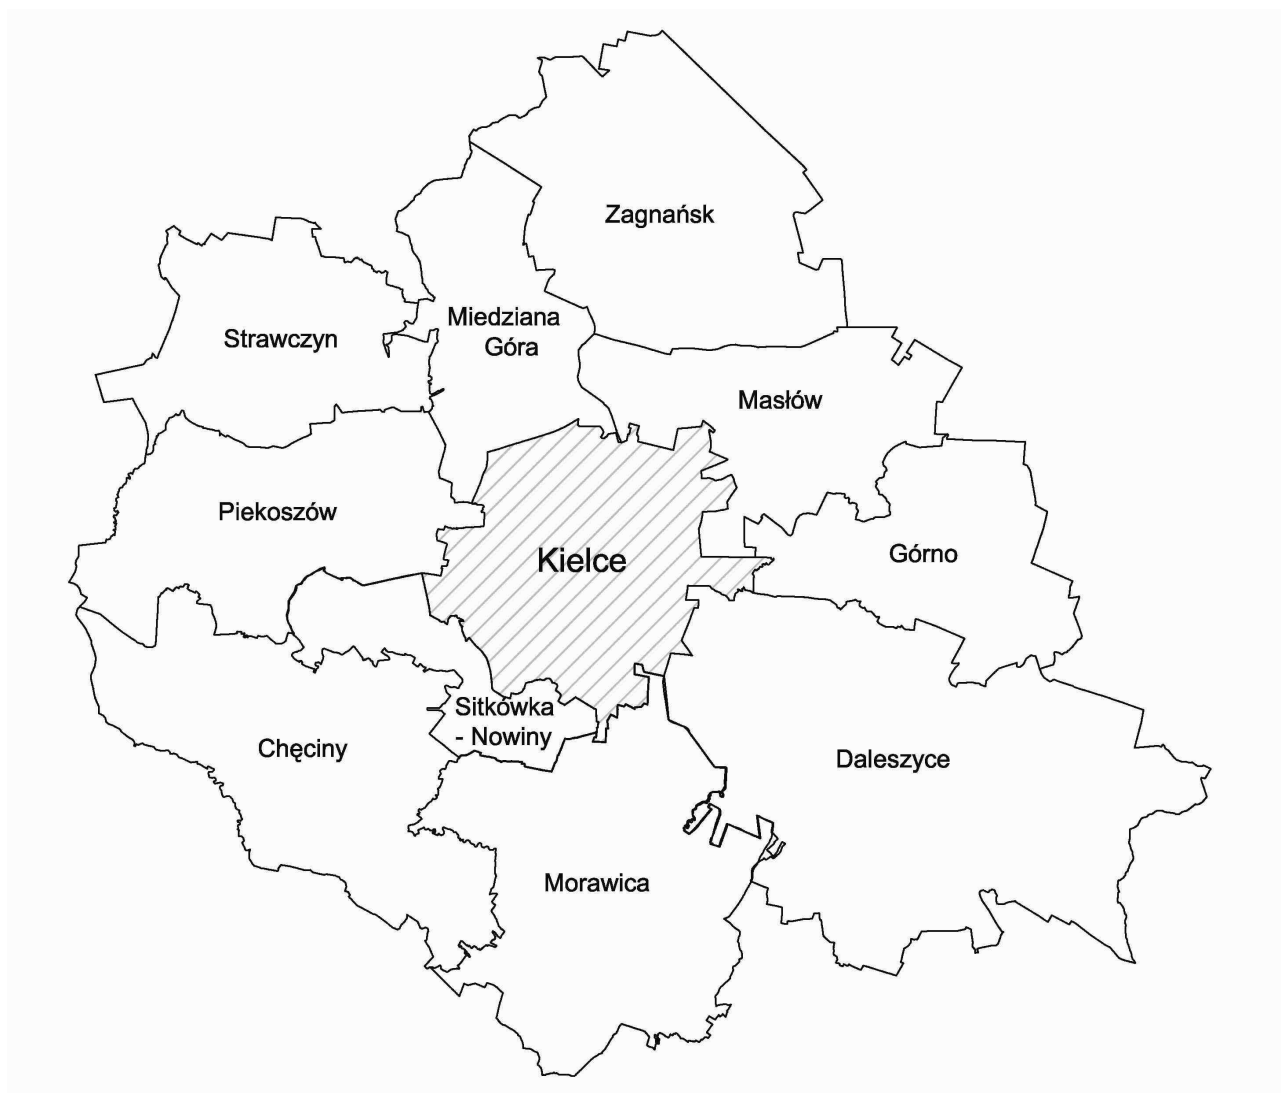 Zagnańsk
Miedziana
Góra
Strawczyn
Masłów
Piekoszów
Kielce
Górno
Sitkówka
- Nowiny
Chęciny
Daleszyce
Morawica